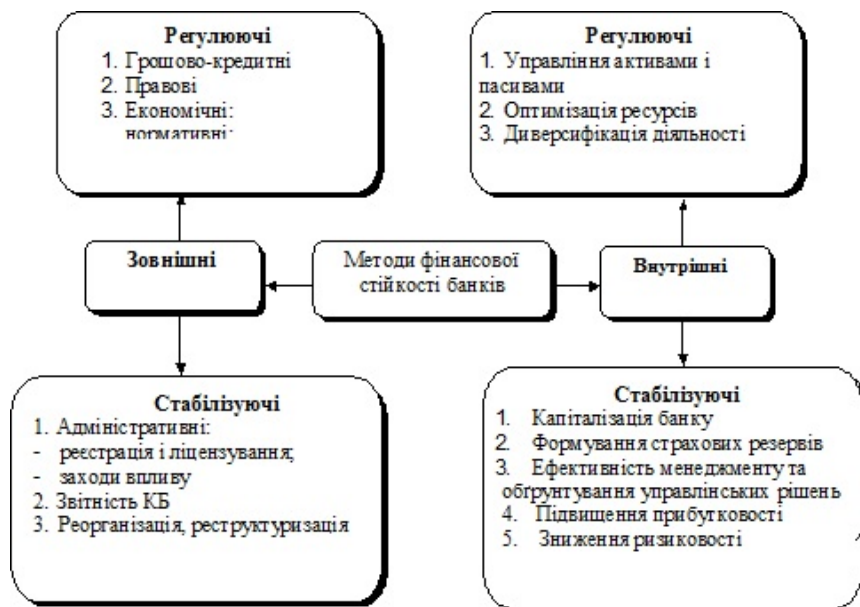 Регулюючі
1. Грошово-кредитні
2. Правові
3. Економічні:
нормативні;
Регулюючі
1. Управління активами і
пасивами
2. Оптимізація ресурсів
3. Диверсифікація діяльності
Зовнішні
Методи фінансової
стійкості банків
Внутрішні
Стабілізуючі
1. Адміністративні:
- реєстрація і ліцензування;
- заходи впливу
2. Звітність КБ
3. Реорганізація, реструктуризація
Стабілізуючі
1. Капіталізація банку
2. Формування страхових резервів
3. Ефективність менеджменту та
обґрунтування управлінських рішень
4. Підвищення прибутковості
5. Зниження ризиковості